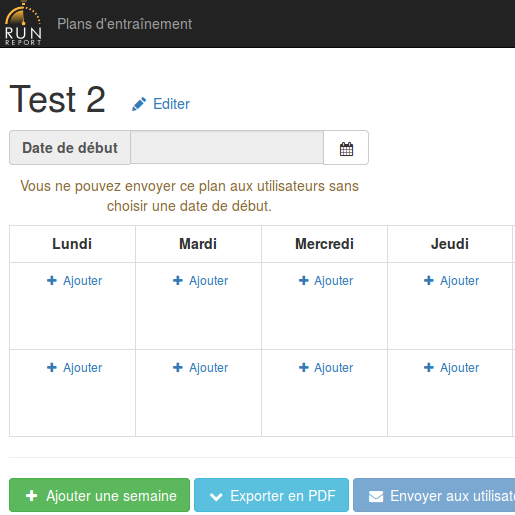 RUN
REPORT
Plans d'entraînement
Test 2 Editer
Date de début
Vous ne pouvez envoyer ce plan aux utilisateurs sans
choisir une date de début.
Lundi Mardi Mercredi Jeudi
Ajouter Ajouter Ajouter Ajouter
Ajouter Ajouter Ajouter Ajouter
Ajouter une semaine Exporter en PDF Envoyer aux utilisat